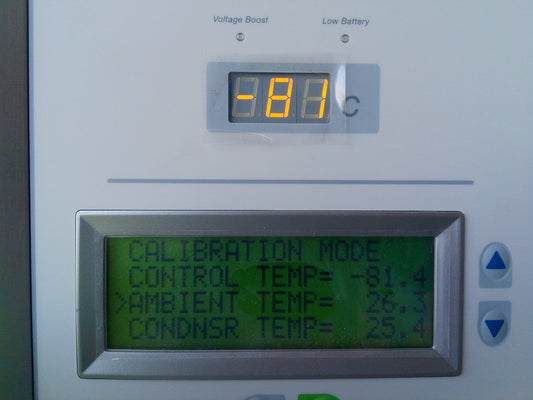 Voltage Boost Low Battery
-81 C
CALIBRATION MODE
CONTROL TEMP= -81.4
>AMBIENT TEMP= 26.3
CONDNSR TEMP= 25.4